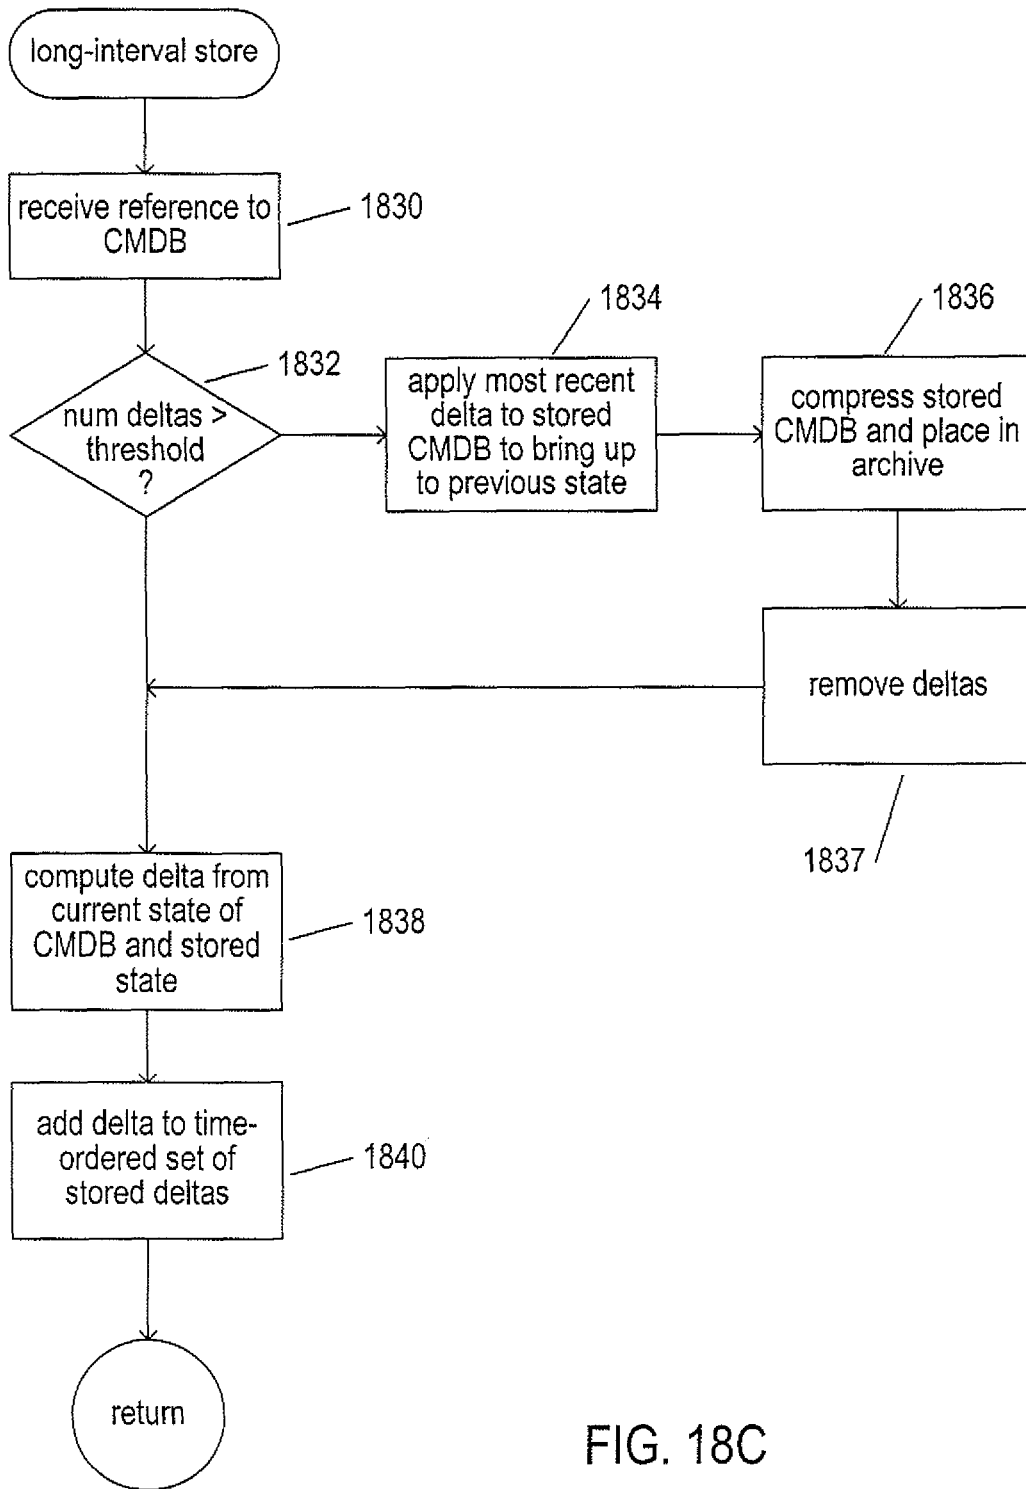 long-interval store
receive reference to
CMDB
1830
1832
num deltas >
threshold
?
1834
apply most recent
delta to stored
CMDB to bring up
to previous state
1836
compress stored
CMDB and place in
archive
remove deltas
1837
compute delta from
current state of
CMDB and stored
state
1838
add delta to time-
ordered set of
stored deltas
1840
return
FIG. 18C